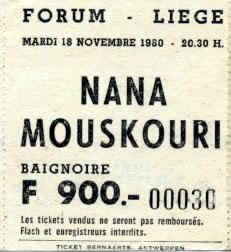 FORUM - LIEGE
MARDI 18 NOVEMBRE 1980 - 20.30 H.
NANA
MOUSKOURI
BAIGNOIRE
F 900.- 00030
Les tickets vendus ne seront pas remboursés.
Flash et enregistreurs interdits.
TICKET BERNAERTS, ANTWERPEN